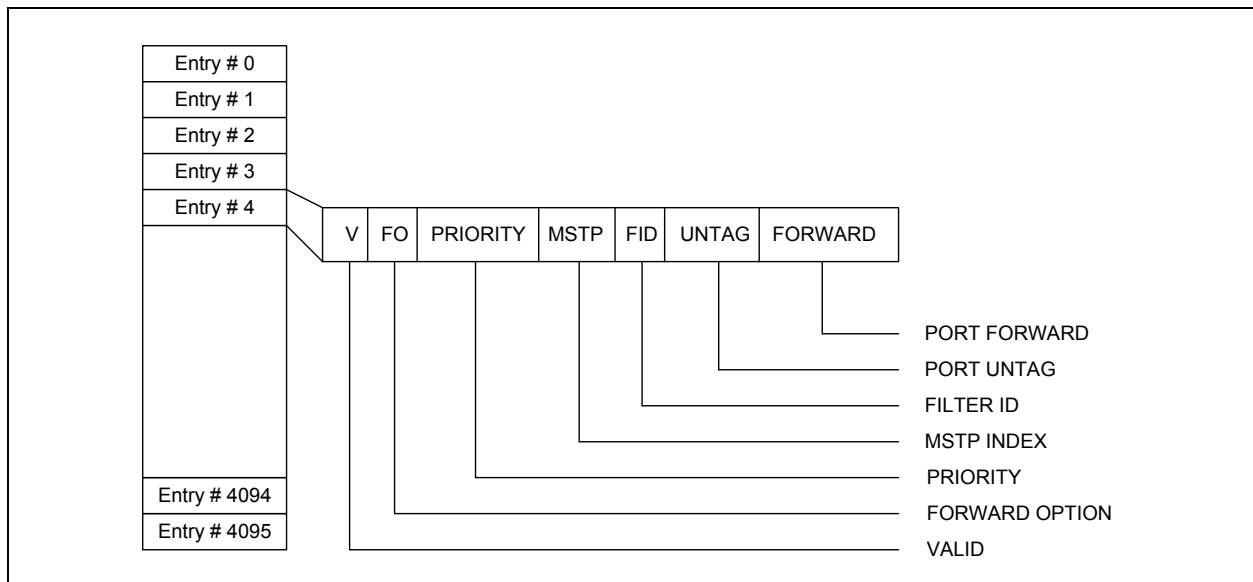 Entry # 0
Entry # 1
Entry # 2
Entry # 3
Entry # 4
V FO PRIORITY MSTP FID UNTAG FORWARD
PORT FORWARD
PORT UNTAG
FILTER ID
MSTP INDEX
PRIORITY
Entry # 4094
FORWARD OPTION
Entry # 4095
VALID